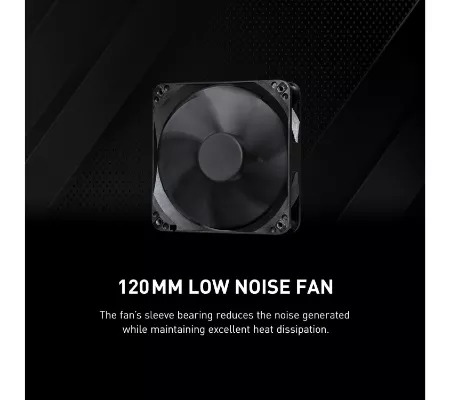 120MM LOW NOISE FAN
The fan's sleeve bearing reduces the noise generated
while maintaining excellent heat dissipation.